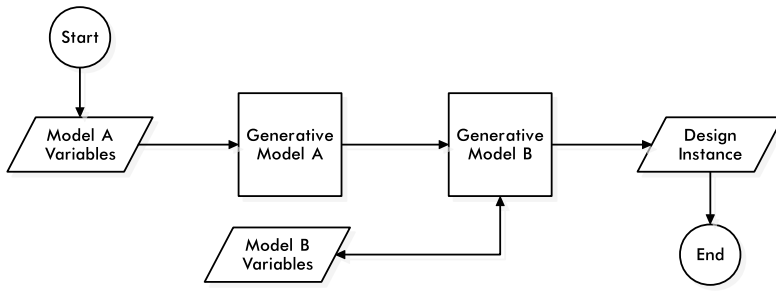 Start
Model A
Variables
Generative
Model A
Generative
Model B
Design
Instance
Model B
Variables
End